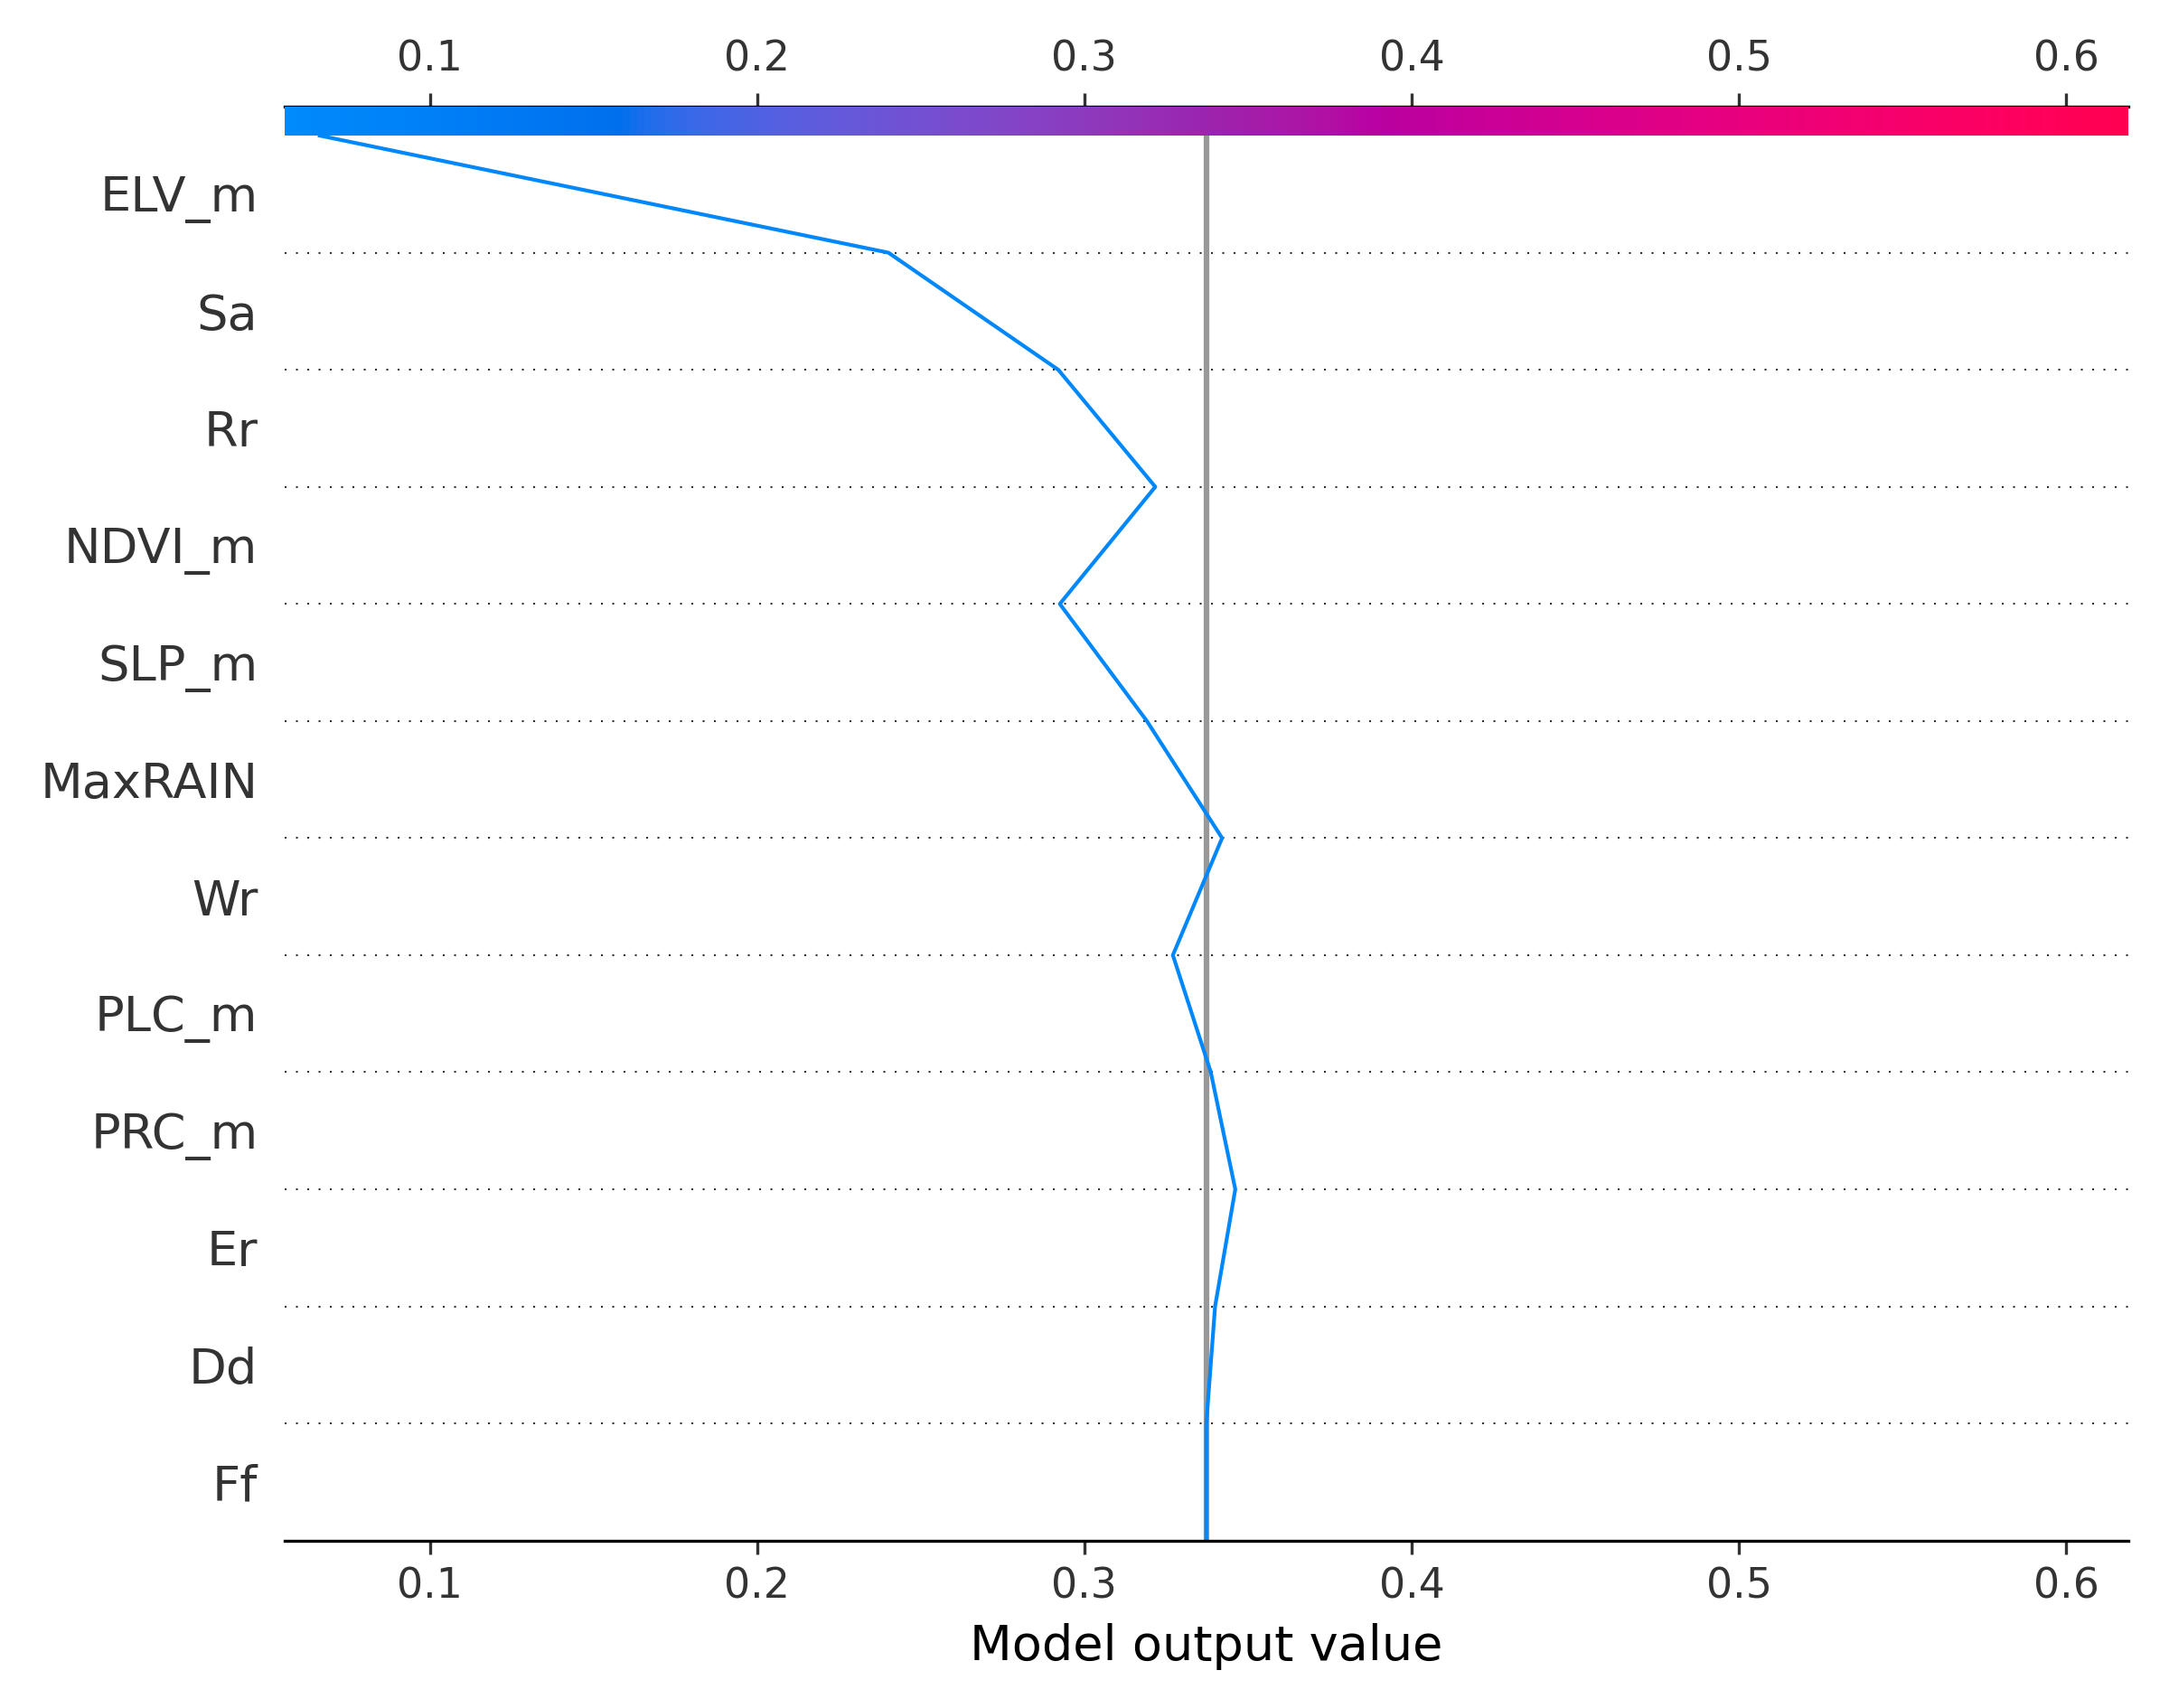 0.1 0.2 0.3 0.4 0.5 0.6
ELV_m
Sa
Rr
NDVI_m
SLP_m
MaxRAIN
Wr
PLC_m
PRC_m
Er
Dd
Ff
0.1 0.2 0.3 0.4 0.5 0.6
Model output value